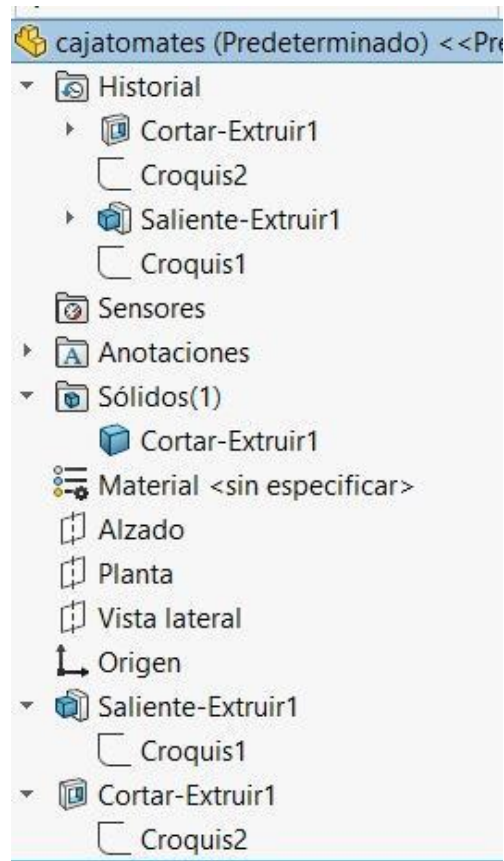 cajatomates (Predeterminado) <<Pre
Historial
Cortar-Extruir1
Croquis2
Saliente-Extruir1
Croquis1
Sensores
Anotaciones
Sólidos(1)
Cortar-Extruir1
Material <sin especificar>
Alzado
Planta
Vista lateral
Origen
Saliente-Extruir1
Croquis1
Cortar-Extruir1
Croquis2